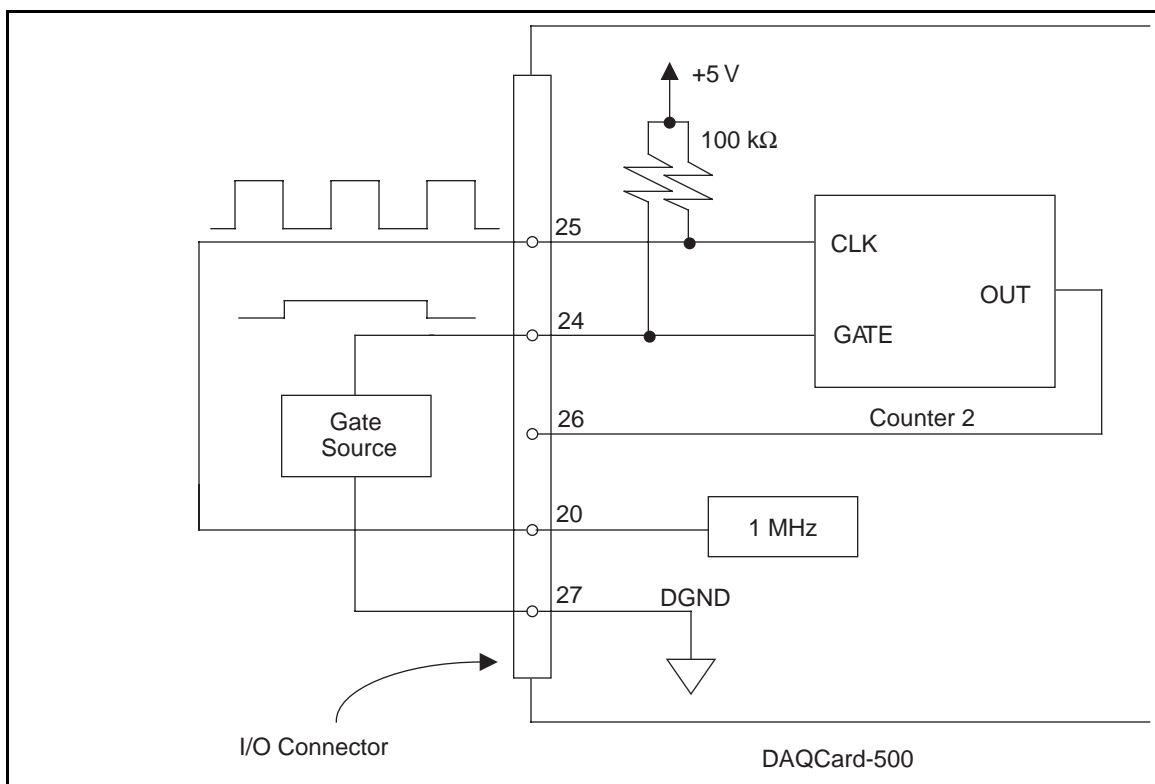 +5 V
100 kΩ
25
CLK
OUT
24
GATE
Gate
Source
26
Counter 2
20
1 MHz
27
DGND
I/O Connector
DAQCard-500